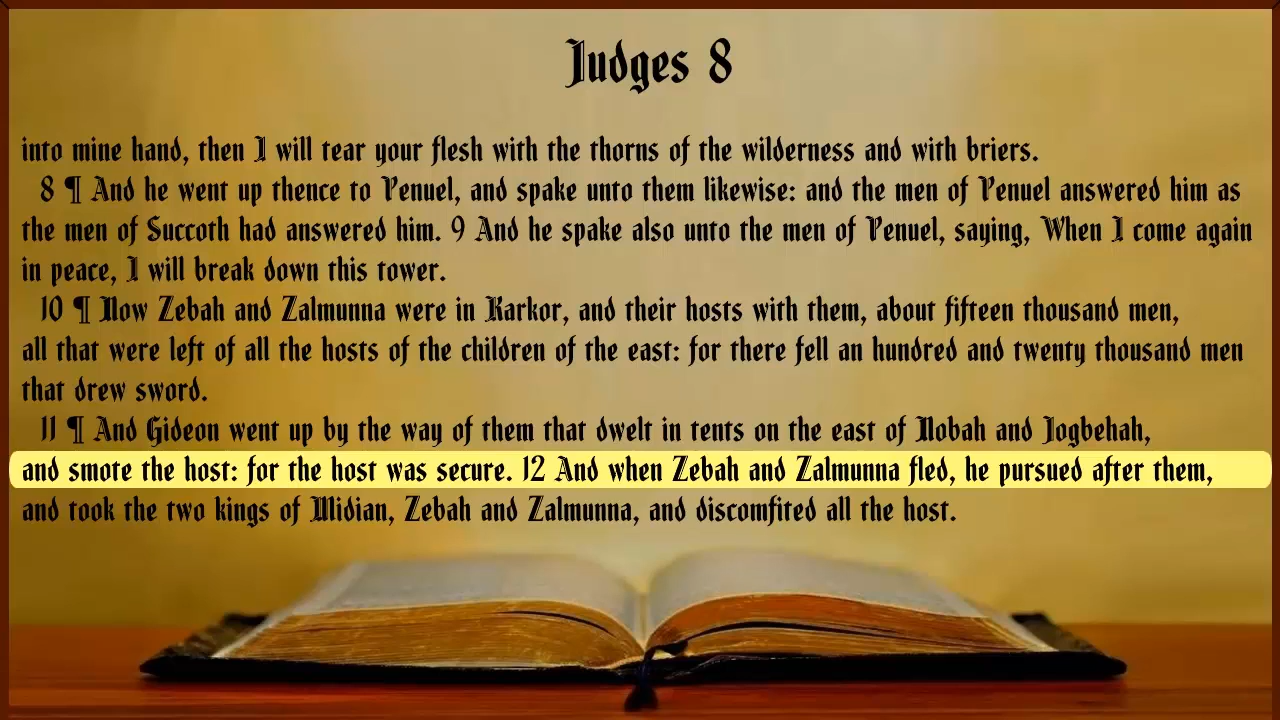 Judges 8
into mine hand, then I will tear your flesh with the thorns of the wilderness and with briers.
8 ¶ And he went up thence to Penuel, and spake unto them likewise: and the men of Penuel answered him as
the men of Succoth had answered him. 9 And he spake also unto the men of Penuel, saying, When I come again
in peace, I will break down this tower.
10 ¶ Now Zebah and Zalmunna were in Karkor, and their hosts with them, about fifteen thousand men,
all that were left of all the hosts of the children of the east: for there fell an hundred and twenty thousand men
that drew sword.
11 ¶ And Gideon went up by the way of them that dwelt in tents on the east of Nobah and Jogbehah,
and smote the host: for the host was secure. 12 And when Zebah and Zalmunna fled, he pursued after them,
and took the two kings of Midian, Zebah and Zalmunna, and discomfited all the host.